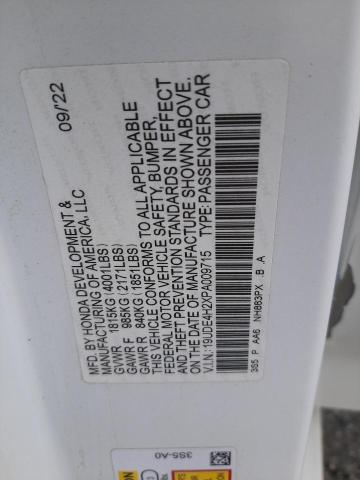 MFD. BY HONDA DEVELOPMENT & 09/22
MANUFACTURING OF AMERICA, LLC
GVWR 1815KG (4001LBS)
GAWR F 985KG (2171LBS)
GAWR R 840KG (1851LBS)
THIS VEHICLE CONFORMS TO ALL APPLICABLE
FEDERAL MOTOR VEHICLE SAFETY, BUMPER,
AND THEFT PREVENTION STANDARDS IN EFFECT
ON THE DATE OF MANUFACTURE SHOWN ABOVE.
V.I.N.: 19UDE4H2XPA009715 TYPE: PASSENGER CAR
3S5 P AA6 NH883PX B A
3S5-A0